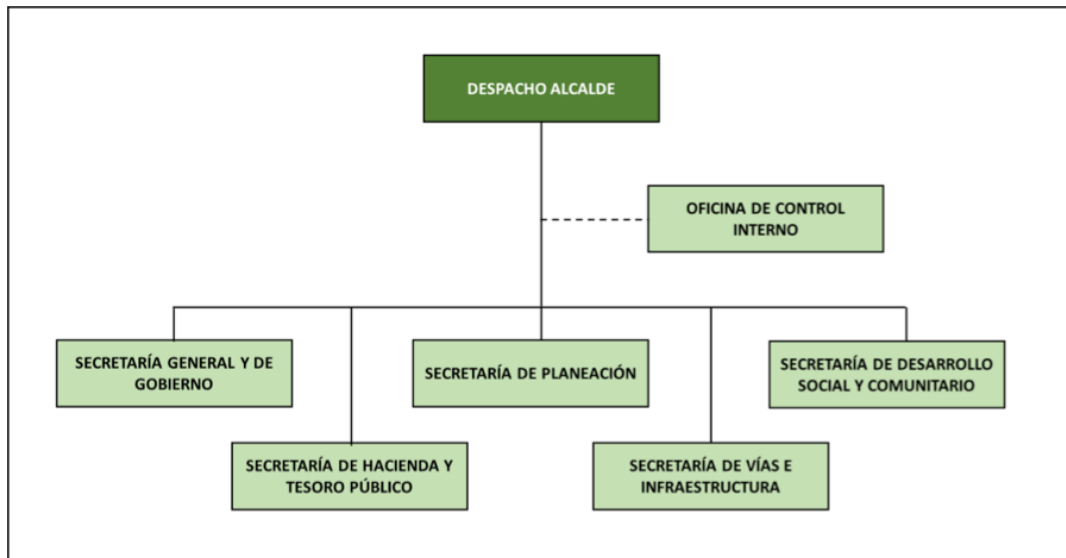 DESPACHO ALCALDE
OFICINA DE CONTROL
INTERNO
SECRETARÍA GENERAL Y DE
GOBIERNO
SECRETARÍA DE PLANEACIÓN
SECRETARÍA DE DESARROLLO
SOCIAL Y COMUNITARIO
SECRETARÍA DE HACIENDA Y
TESORO PÚBLICO
SECRETARÍA DE VÍAS E
INFRAESTRUCTURA